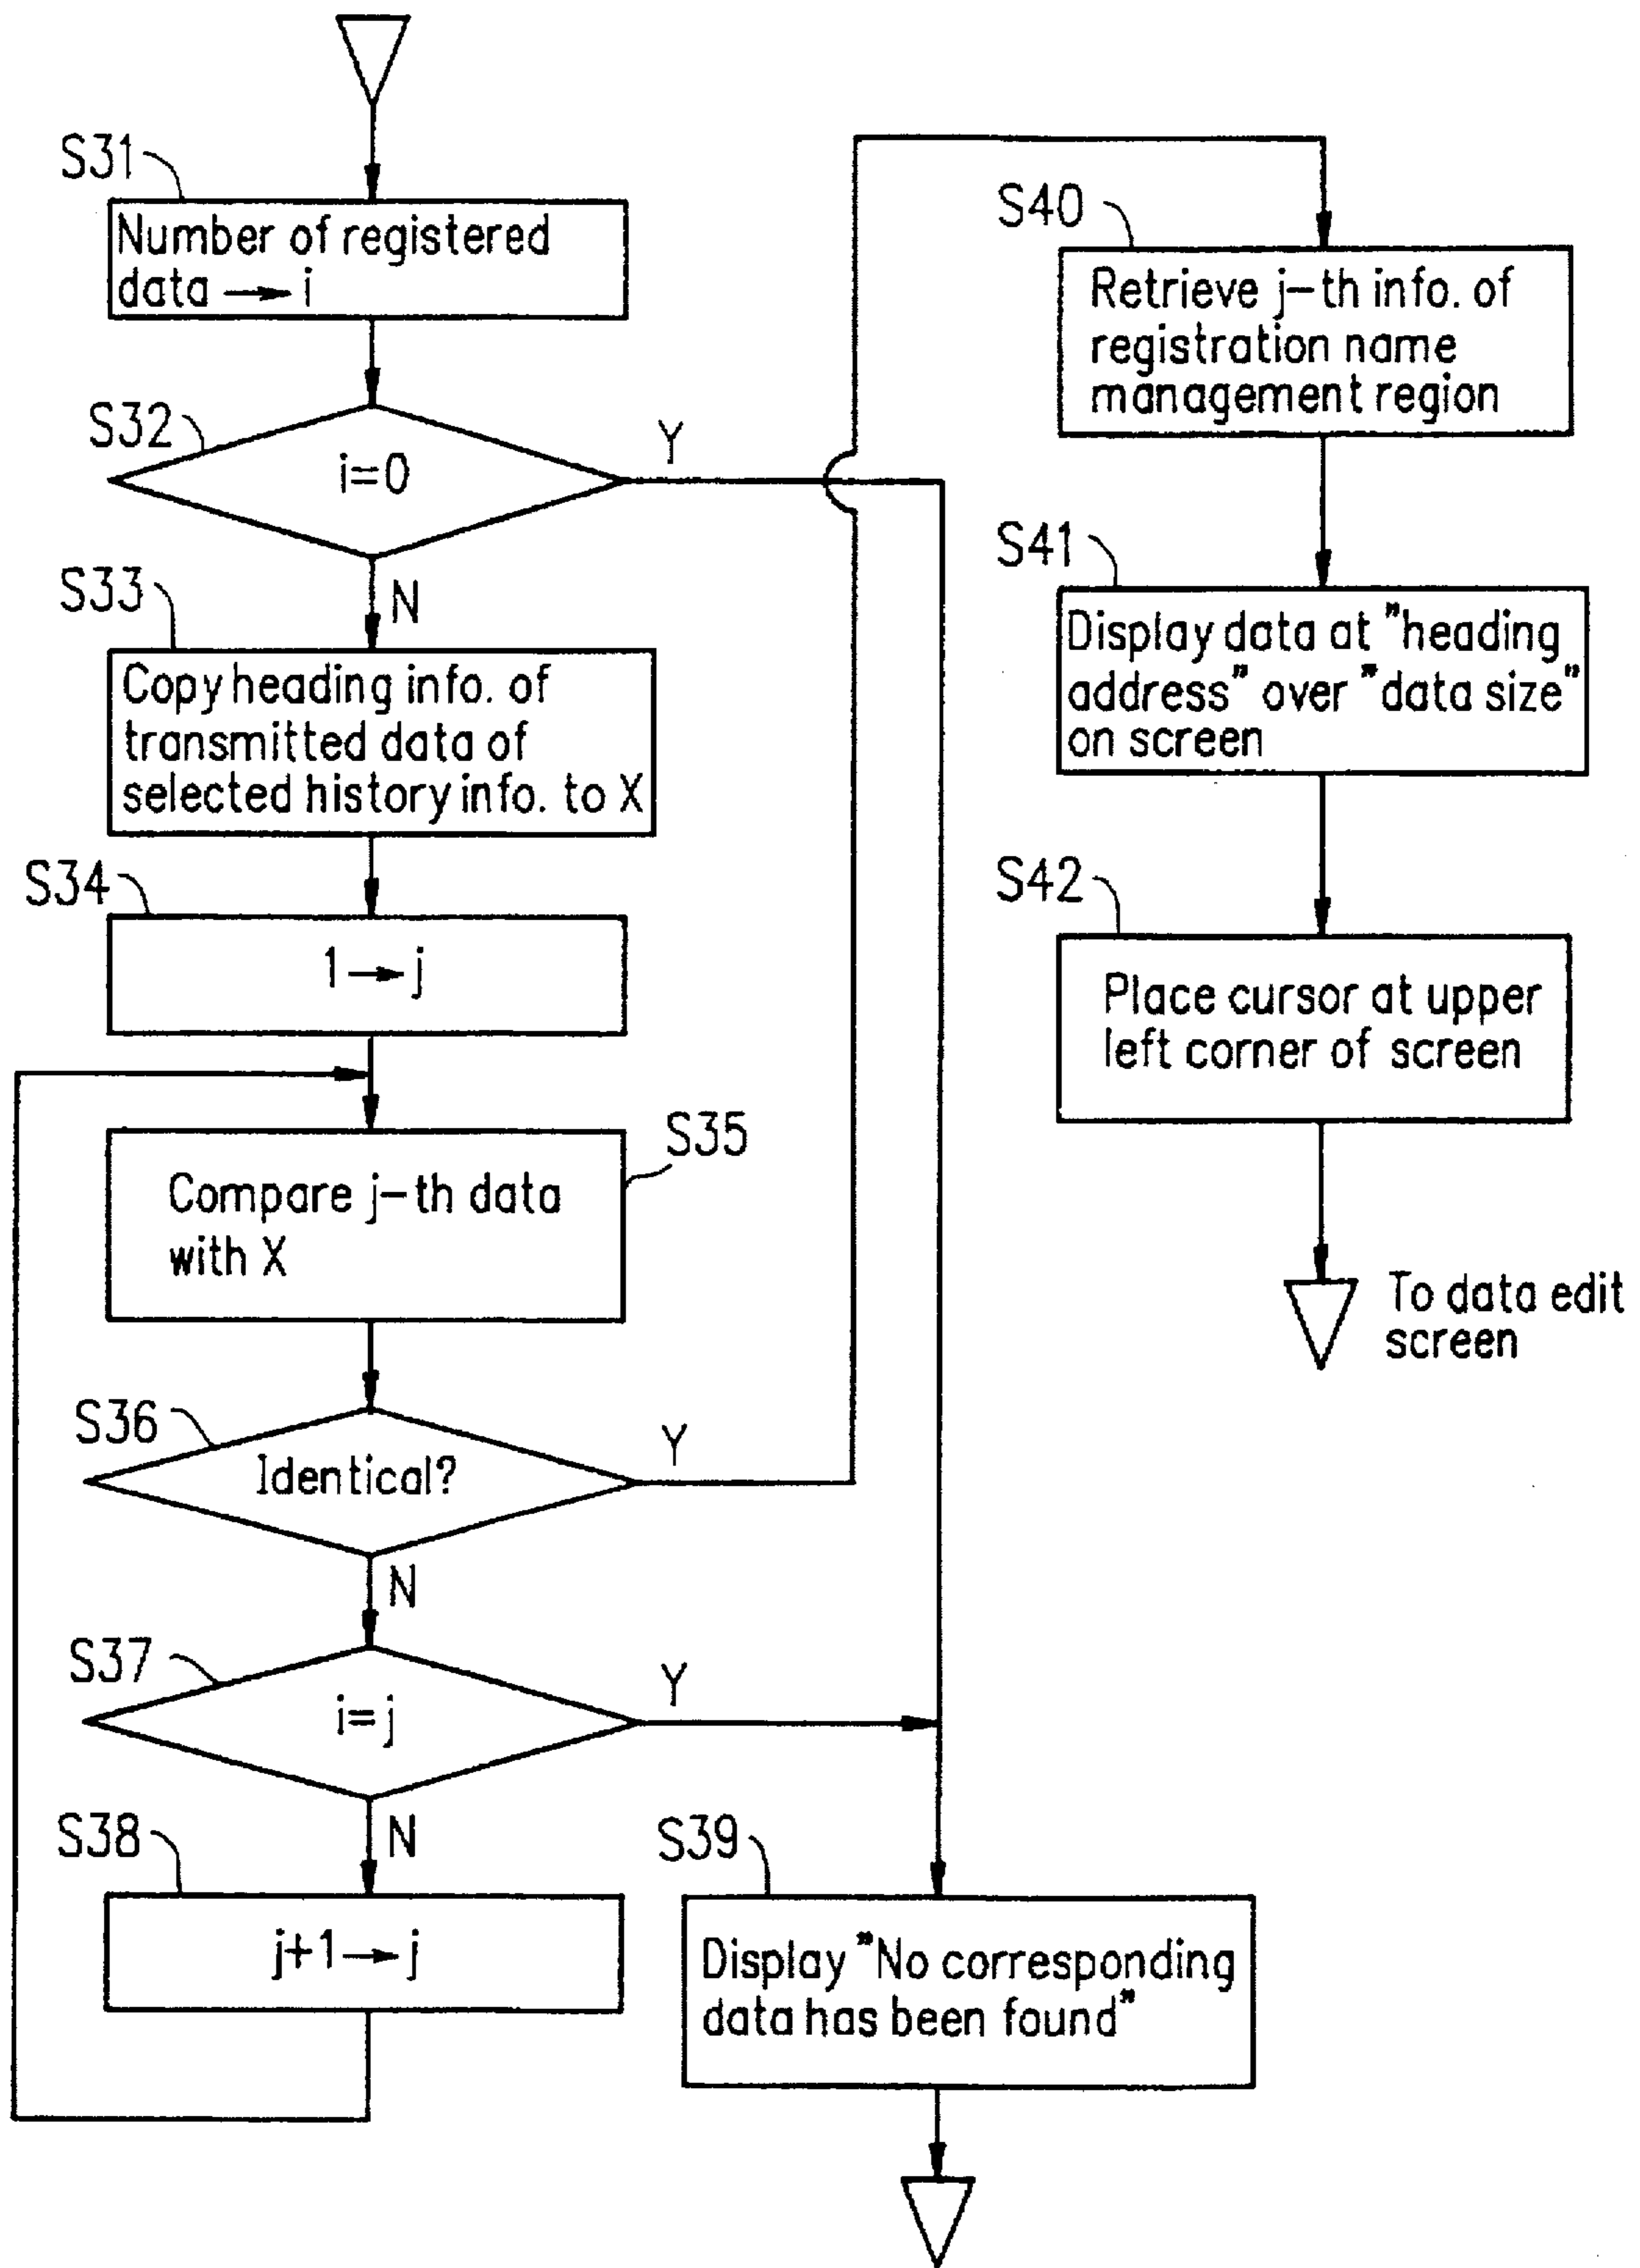 S31
Number of registered
data → i
S32
i=0
Y
N
S33
Copy heading info. of
transmitted data of
selected history info. to X
S34
1 → j
S35
Compare j-th data
with X
S36
Identical?
Y
N
S37
i=j
Y
N
S38
j+1 → j
S39
Display "No corresponding
data has been found"
S40
Retrieve j-th info. of
registration name
management region
S41
Display data at "heading
address" over "data size"
on screen
S42
Place cursor at upper
left corner of screen
To data edit
screen